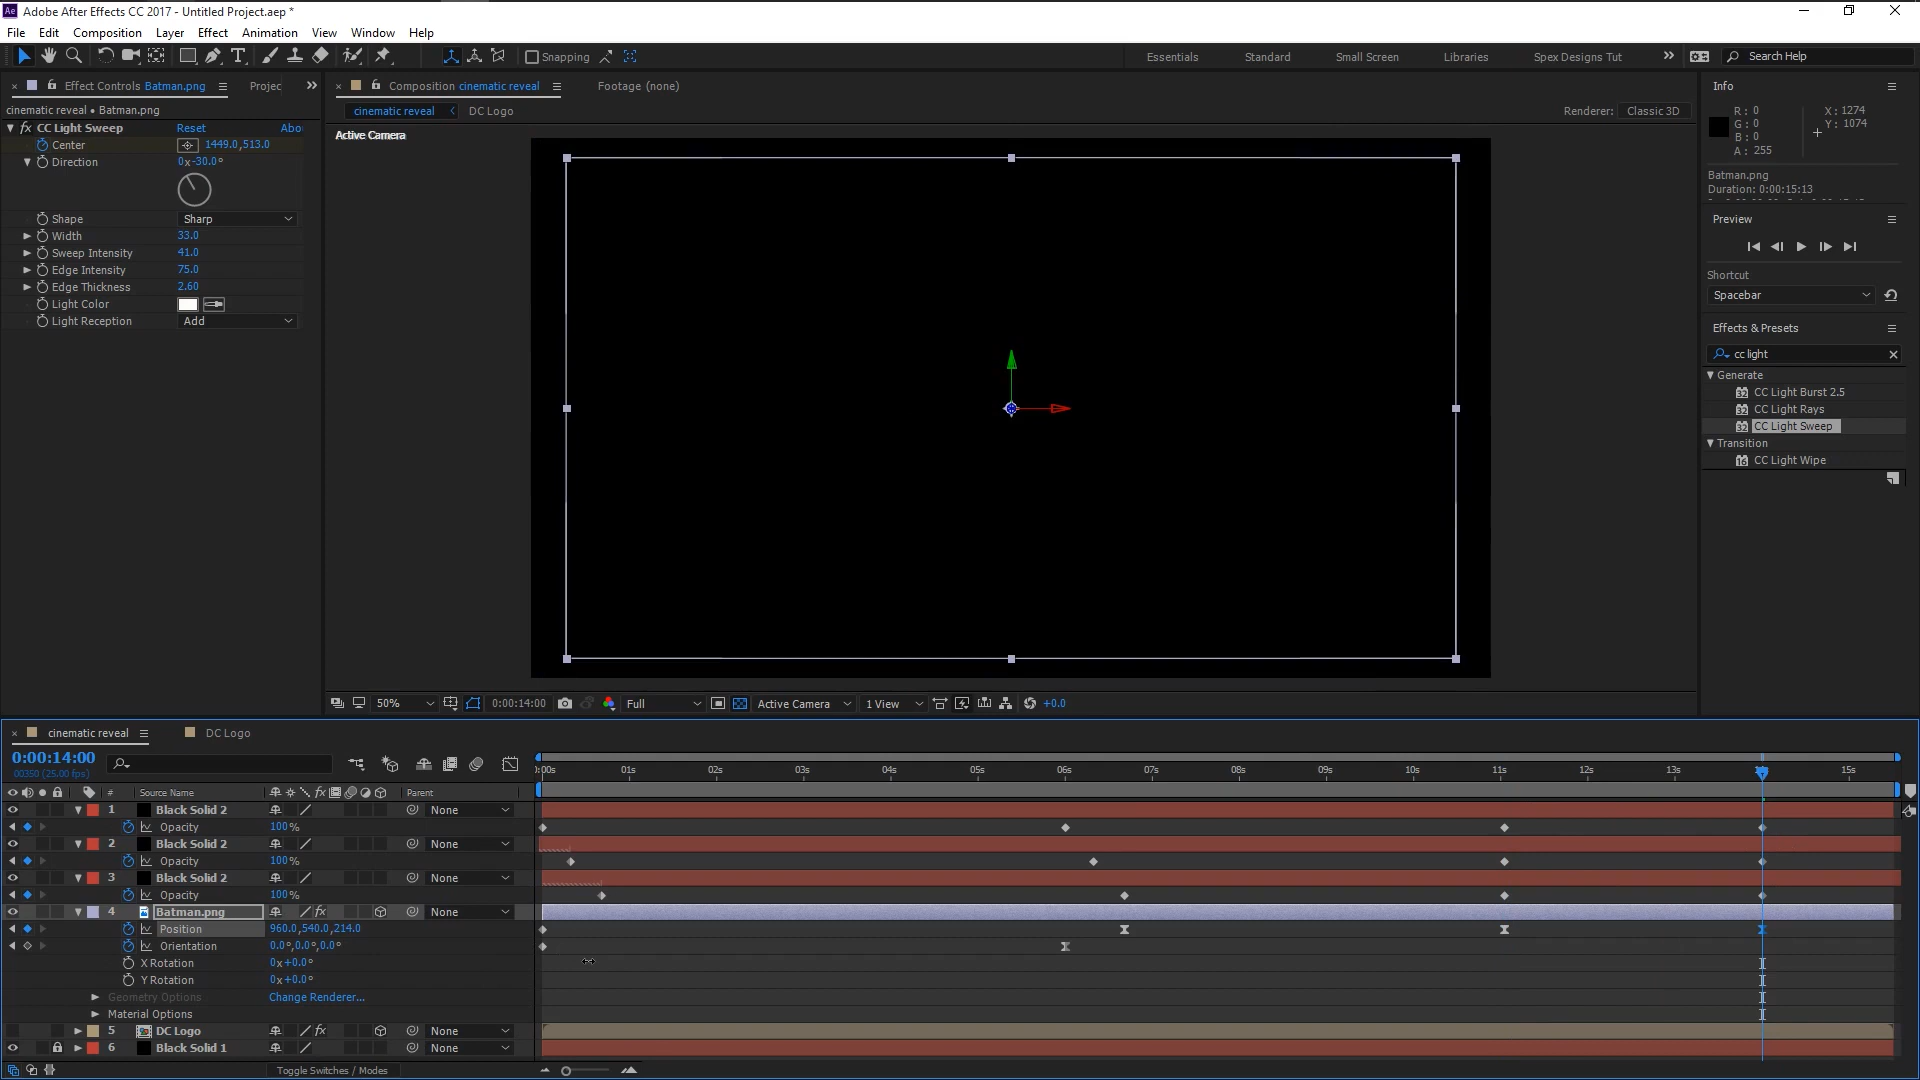 Ae Adobe After Effects CC 2017 - Untitled Project.aep *
File Edit Composition Layer Effect Animation View Window Help
Snapping Essentials Standard Small Screen Libraries Spex Designs Tut Search Help
Effect Controls Batman.png Projec
Composition cinematic reveal Footage (none)
Info
cinematic reveal • Batman.png
cinematic reveal DC Logo Renderer: Classic 3D
fx CC Light Sweep Reset Abo
Active Camera
Center 1449.0,513.0
Direction 0x-30.0°
Shape Sharp
Width 33.0
Sweep Intensity 41.0
Edge Intensity 75.0
Edge Thickness 2.60
Light Color
Light Reception Add
R: 0 X: 1274
G: 0 Y: 1074
B: 0
A: 255
Batman.png
Duration: 0:00:15:13
Preview
Shortcut
Spacebar
Effects & Presets
cc light
Generate
CC Light Burst 2.5
CC Light Rays
CC Light Sweep
Transition
CC Light Wipe
50% 0:00:14:00 Full Active Camera 1 View +0.0
cinematic reveal DC Logo
0:00:14:00
00350 (25.00 fps)
:00s 01s 02s 03s 04s 05s 06s 07s 08s 09s 10s 11s 12s 13s 15s
# Source Name fx Parent
1 Black Solid 2 None
Opacity 100%
2 Black Solid 2 None
Opacity 100%
3 Black Solid 2 None
Opacity 100%
4 Batman.png fx None
Position 960.0,540.0,214.0
Orientation 0.0°,0.0°,0.0°
X Rotation 0x+0.0°
Y Rotation 0x+0.0°
Geometry Options Change Renderer...
Material Options
5 DC Logo fx None
6 Black Solid 1 None
Toggle Switches / Modes